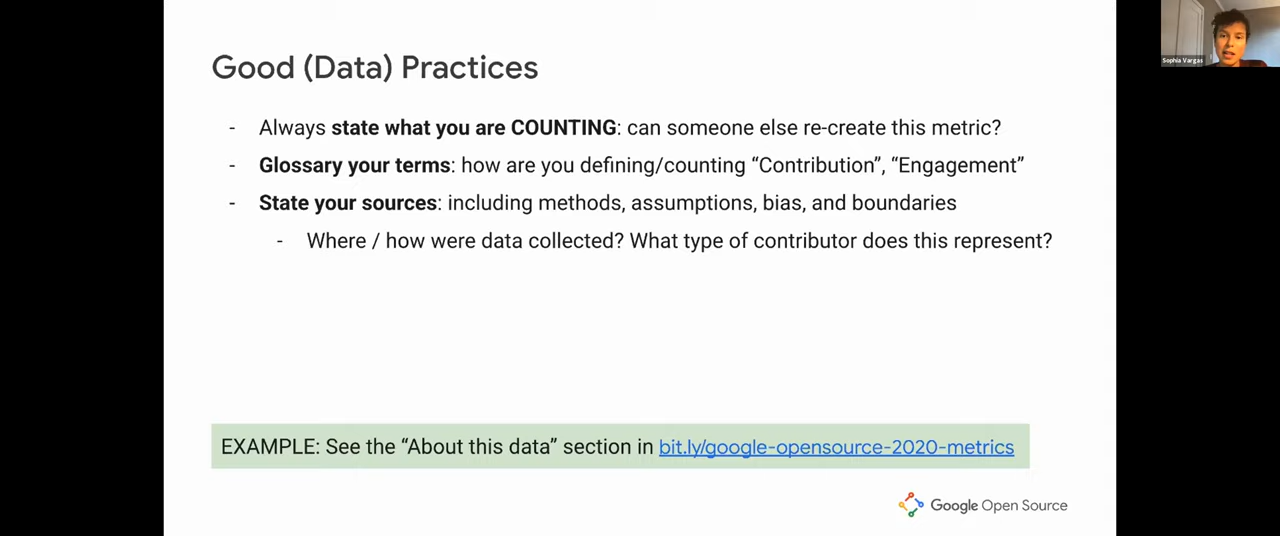 Good (Data) Practices
Sophia Vargas
- Always state what you are COUNTING: can someone else re-create this metric?
- Glossary your terms: how are you defining/counting “Contribution”, “Engagement”
- State your sources: including methods, assumptions, bias, and boundaries
- Where / how were data collected? What type of contributor does this represent?
EXAMPLE: See the “About this data” section in bit.ly/google-opensource-2020-metrics
Google Open Source